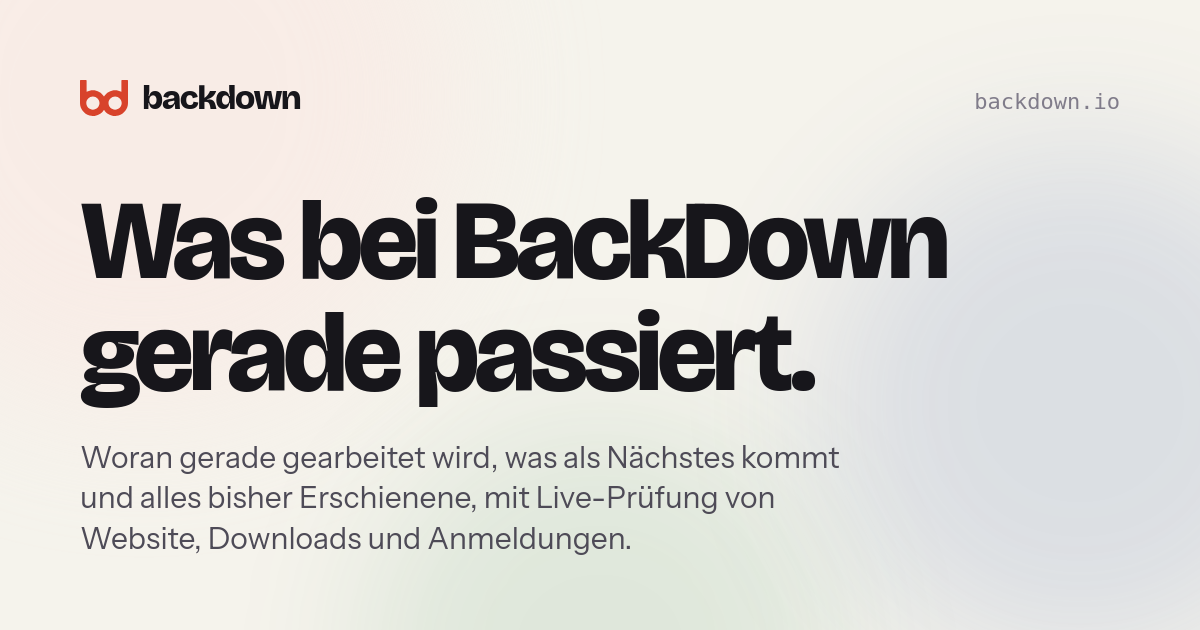 bd backdown
backdown.io
Was bei BackDown
gerade passiert.
Woran gerade gearbeitet wird, was als Nächstes kommt
und alles bisher Erschienene, mit Live-Prüfung von
Website, Downloads und Anmeldungen.